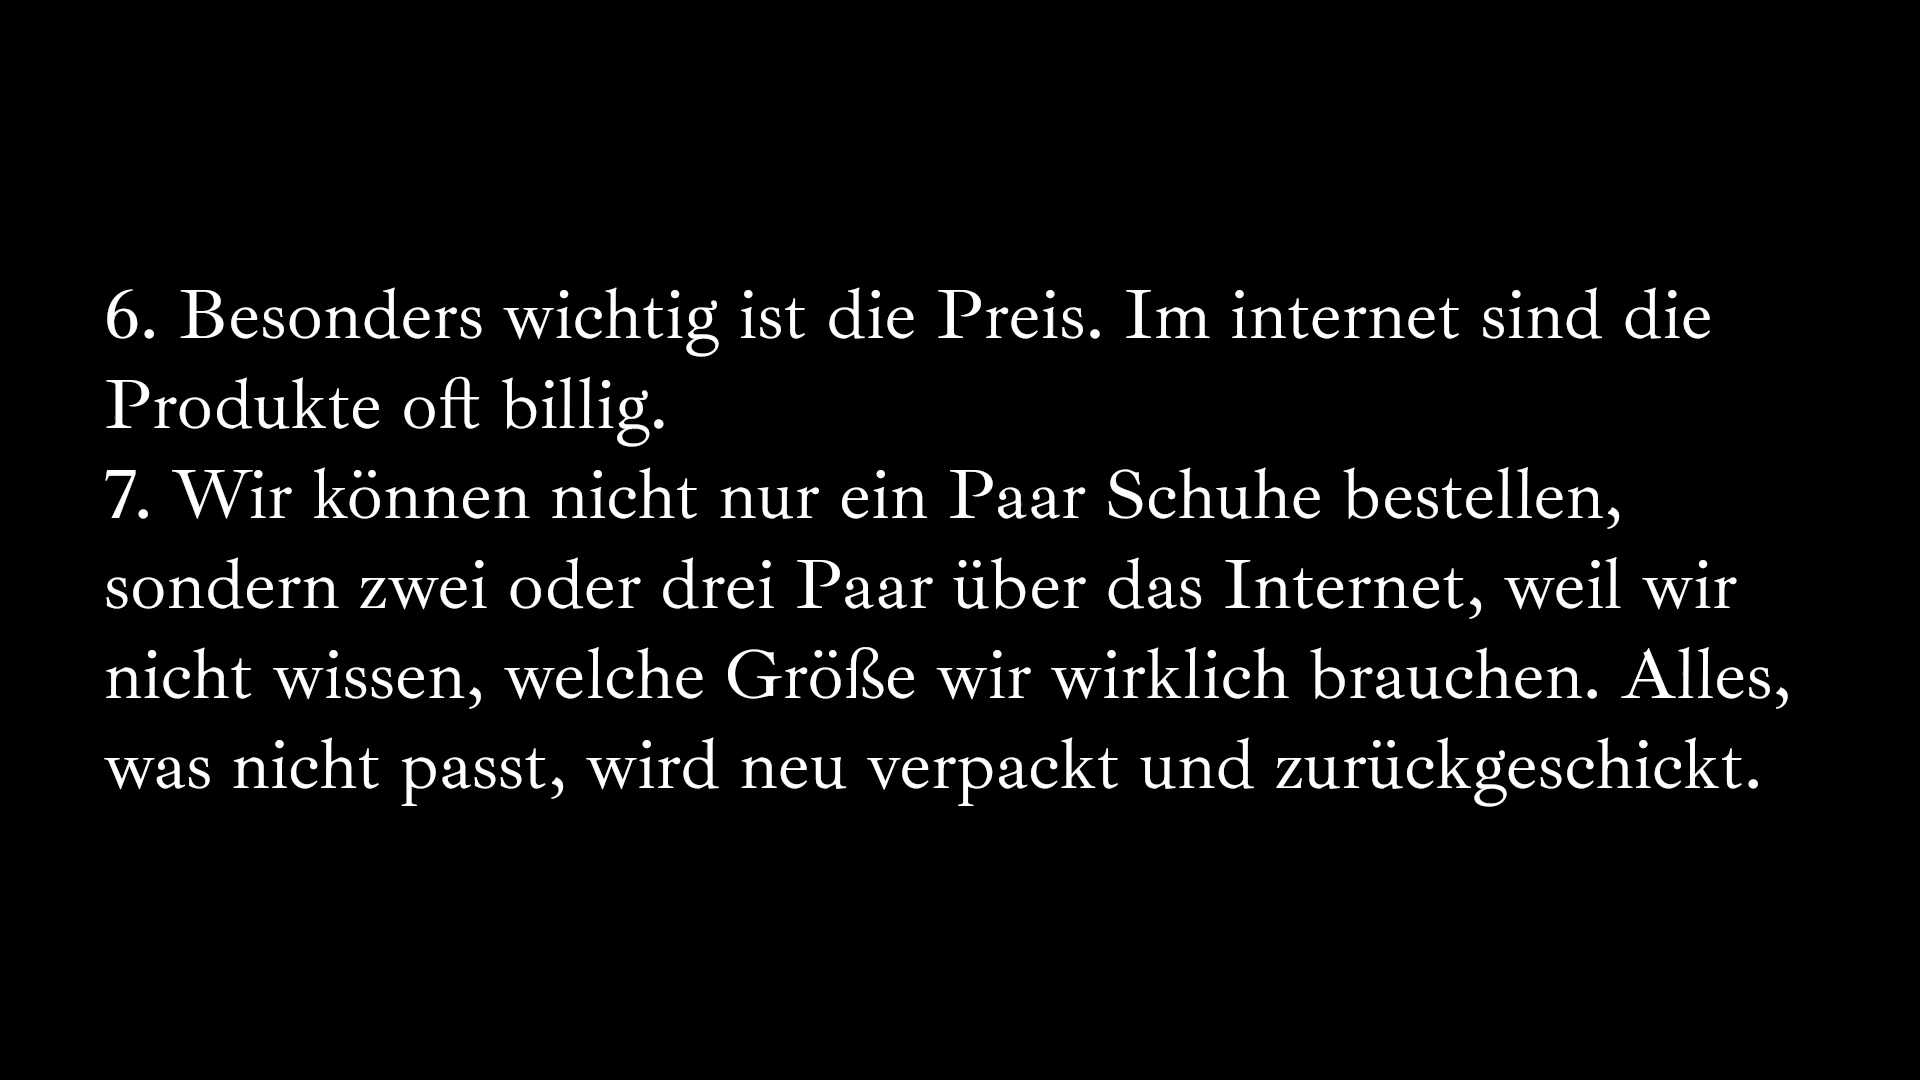 6. Besonders wichtig ist die Preis. Im internet sind die
Produkte oft billig.
7. Wir können nicht nur ein Paar Schuhe bestellen,
sondern zwei oder drei Paar über das Internet, weil wir
nicht wissen, welche Größe wir wirklich brauchen. Alles,
was nicht passt, wird neu verpackt und zurückgeschickt.